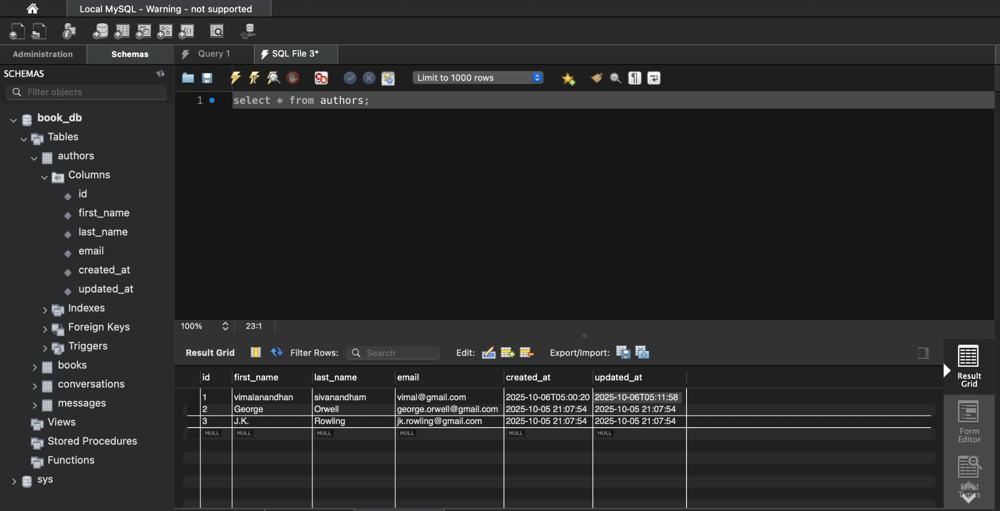 Local MySQL - Warning - not supported
Administration
Schemas
Query 1
SQL File 3*
SCHEMAS
Filter objects
Limit to 1000 rows
1 select * from authors;
book_db
Tables
authors
Columns
id
first_name
last_name
email
created_at
updated_at
Indexes
Foreign Keys
Triggers
books
conversations
messages
Views
Stored Procedures
Functions
sys
100% 23:1
Result Grid Filter Rows: Search Edit: Export/Import:
id first_name last_name email created_at updated_at
1 vimalanandhan sivanandham vimal@gmail.com 2025-10-06T05:00:20 2025-10-06T05:11:58
2 George Orwell george.orwell@gmail.com 2025-10-05 21:07:54 2025-10-05 21:07:54
3 J.K. Rowling jk.rowling@gmail.com 2025-10-05 21:07:54 2025-10-05 21:07:54
NULL NULL NULL NULL NULL NULL
Result
Grid
Form
Editor
Field
Types